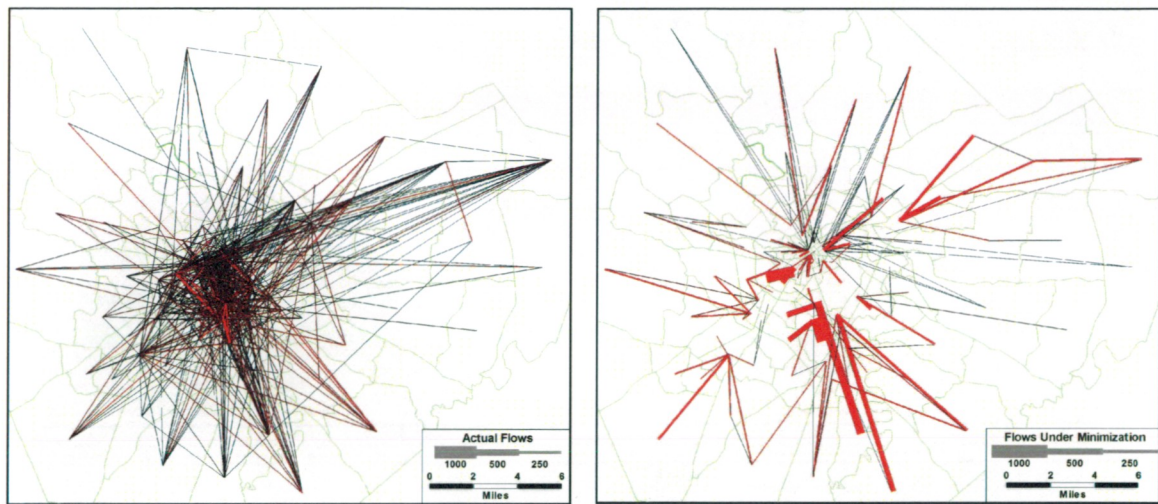 Actual Flows
1000 500 250
0 2 4 6
Miles
Flows Under Minimization
1000 500 250
0 2 4 6
Miles